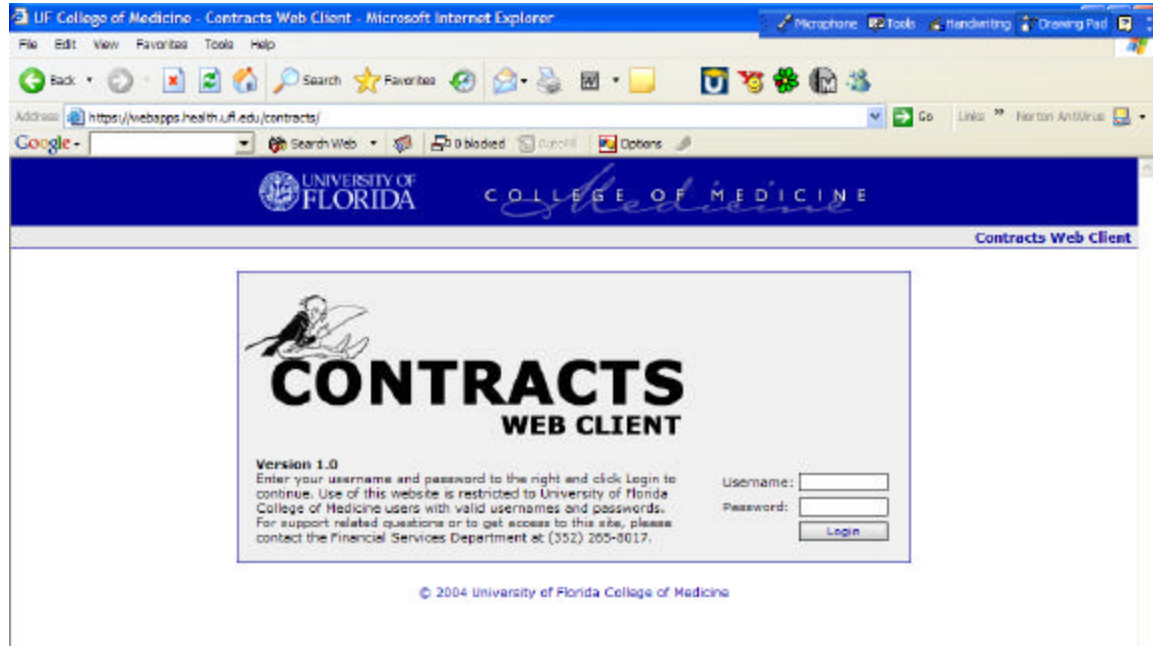 UF College of Medicine - Contracts Web Client - Microsoft Internet Explorer
Microphone Tools Handwriting Drawing Pad
File Edit View Favorites Tools Help
Back Search Favorites
Address https://webapps.health.ufl.edu/contracts/ Go Links » Norton AntiVirus
Google Search Web 0 blocked AutoFill Options
UNIVERSITY OF
FLORIDA
COLLEGE OF MEDICINE
Medicine
Contracts Web Client
CONTRACTS
WEB CLIENT
Version 1.0
Enter your username and password to the right and click Login to
continue. Use of this website is restricted to University of Florida
College of Medicine users with valid usernames and passwords.
For support related questions or to get access to this site, please
contact the Financial Services Department at (352) 265-8017.
Username:
Password:
Login
© 2004 University of Florida College of Medicine